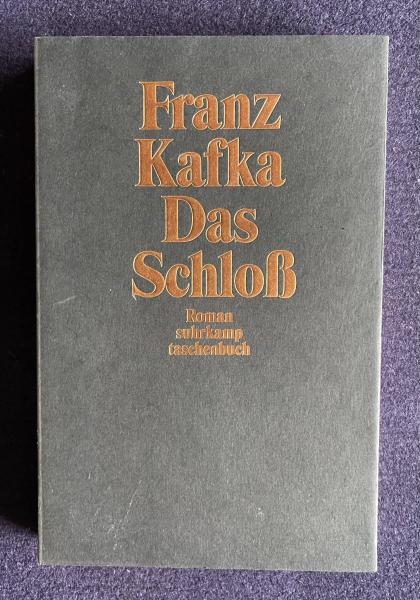 Franz
Kafka
Das
Schloß
Roman
suhrkamp
taschenbuch